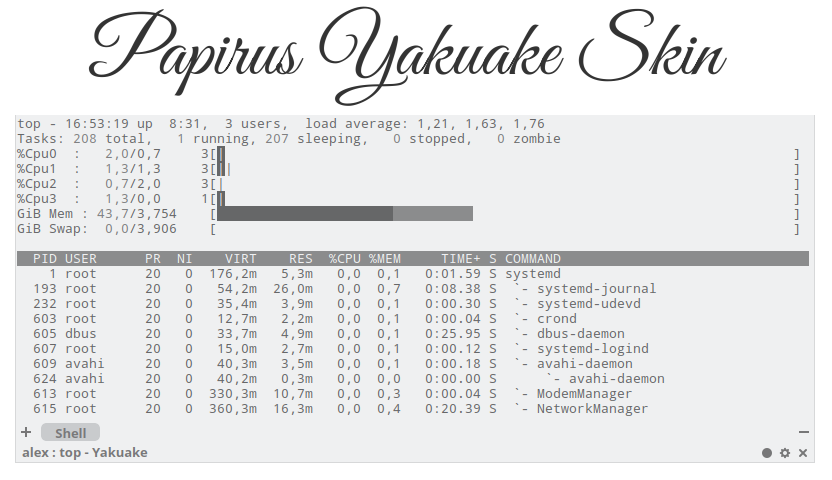 Papirus Yakuake Skin
top - 16:53:19 up  8:31,  3 users,  load average: 1,21, 1,63, 1,76
Tasks: 208 total,   1 running, 207 sleeping,   0 stopped,   0 zombie
%Cpu0  :   2,0/0,7     3[|                                                                       ]
%Cpu1  :   1,3/1,3     3[||                                                                      ]
%Cpu2  :   0,7/2,0     3[|                                                                       ]
%Cpu3  :   1,3/0,0     1[|                                                                       ]
GiB Mem : 43,7/3,754    [                                                                        ]
GiB Swap:  0,0/3,906    [                                                                        ]
  PID USER      PR  NI    VIRT    RES  %CPU %MEM     TIME+ S COMMAND
    1 root      20   0  176,2m   5,3m   0,0  0,1   0:01.59 S systemd
  193 root      20   0   54,2m  26,0m   0,0  0,7   0:08.38 S  `- systemd-journal
  232 root      20   0   35,4m   3,9m   0,0  0,1   0:00.30 S  `- systemd-udevd
  603 root      20   0   12,7m   2,2m   0,0  0,1   0:00.04 S  `- crond
  605 dbus      20   0   33,7m   4,9m   0,0  0,1   0:25.95 S  `- dbus-daemon
  607 root      20   0   15,0m   2,7m   0,0  0,1   0:00.12 S  `- systemd-logind
  609 avahi     20   0   40,3m   3,5m   0,0  0,1   0:00.18 S  `- avahi-daemon
  624 avahi     20   0   40,2m   0,3m   0,0  0,0   0:00.00 S      `- avahi-daemon
  613 root      20   0  330,3m  10,7m   0,0  0,3   0:00.04 S  `- ModemManager
  615 root      20   0  360,3m  16,3m   0,0  0,4   0:20.39 S  `- NetworkManager
+ Shell −
alex : top - Yakuake